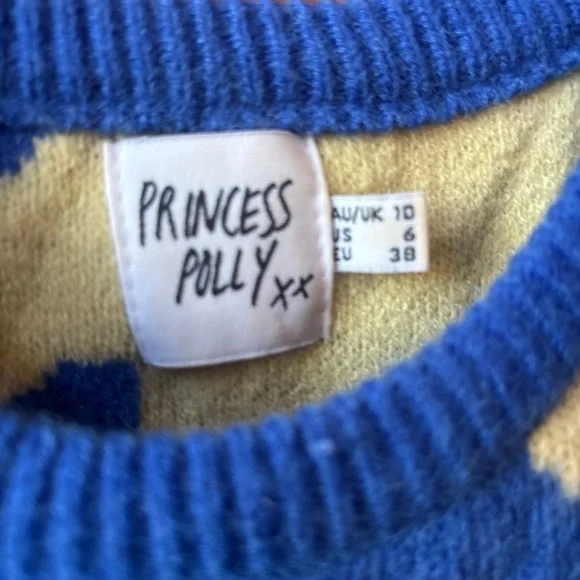 PRINCESS
POLLY xx
AU/UK 10
US 6
EU 38